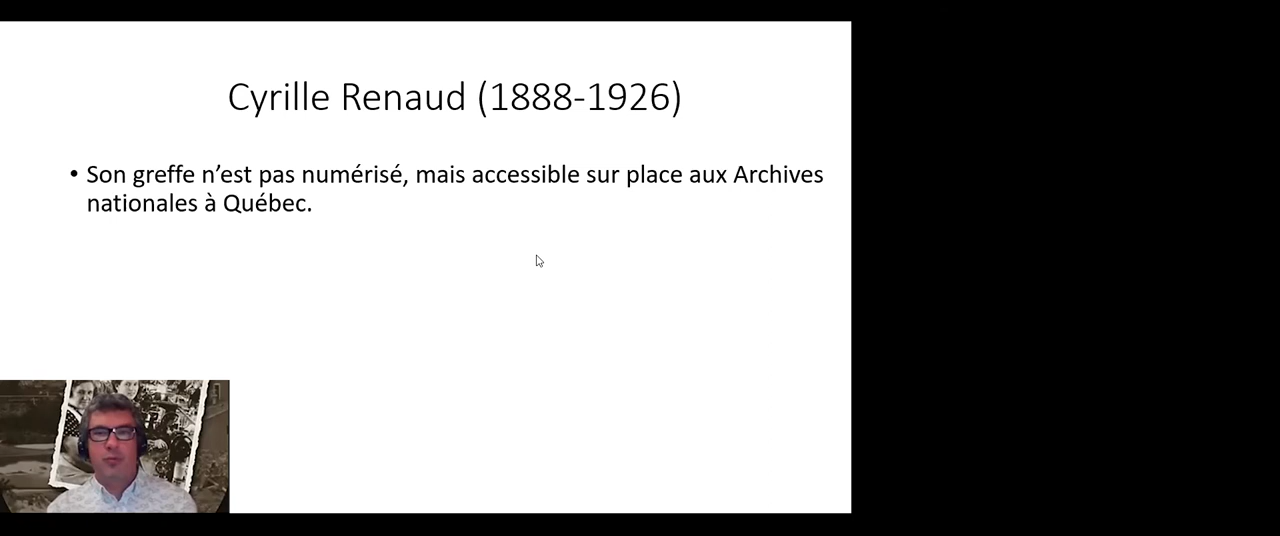 Cyrille Renaud (1888-1926)
• Son greffe n’est pas numérisé, mais accessible sur place aux Archives
nationales à Québec.